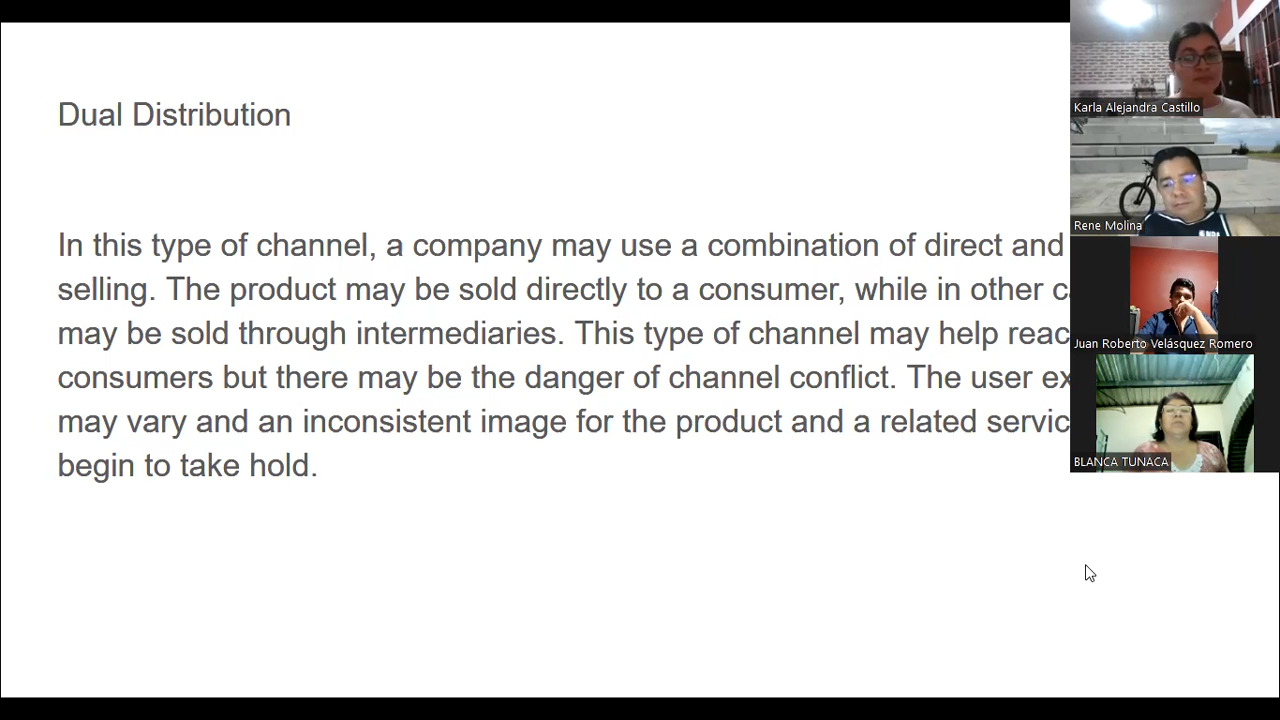 Dual Distribution
In this type of channel, a company may use a combination of direct and
selling. The product may be sold directly to a consumer, while in other
may be sold through intermediaries. This type of channel may help
consumers but there may be the danger of channel conflict. The user
may vary and an inconsistent image for the product and a related
begin to take hold.
Karla Alejandra Castillo
Rene Molina
Juan Roberto Velásquez Romero
BLANCA TUNACA